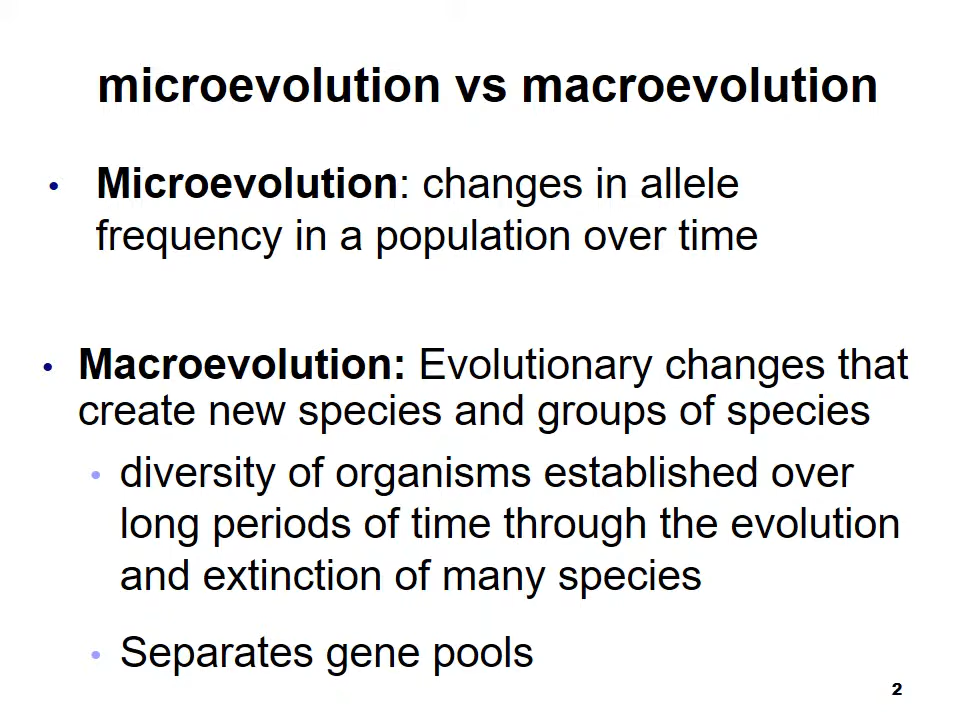 microevolution vs macroevolution
• Microevolution: changes in allele
frequency in a population over time
• Macroevolution: Evolutionary changes that
create new species and groups of species
• diversity of organisms established over
long periods of time through the evolution
and extinction of many species
• Separates gene pools
2